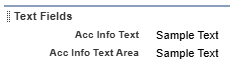 Text Fields
Acc Info Text Sample Text
Acc Info Text Area Sample Text